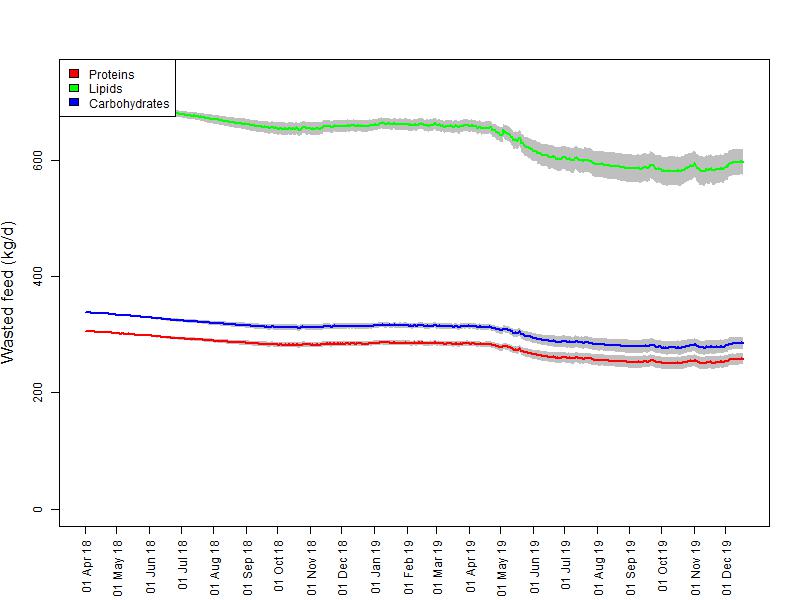 Proteins
Lipids
Carbohydrates
Wasted feed (kg/d)
600
400
200
0
01 Apr 18
01 May 18
01 Jun 18
01 Jul 18
01 Aug 18
01 Sep 18
01 Oct 18
01 Nov 18
01 Dec 18
01 Jan 19
01 Feb 19
01 Mar 19
01 Apr 19
01 May 19
01 Jun 19
01 Jul 19
01 Aug 19
01 Sep 19
01 Oct 19
01 Nov 19
01 Dec 19